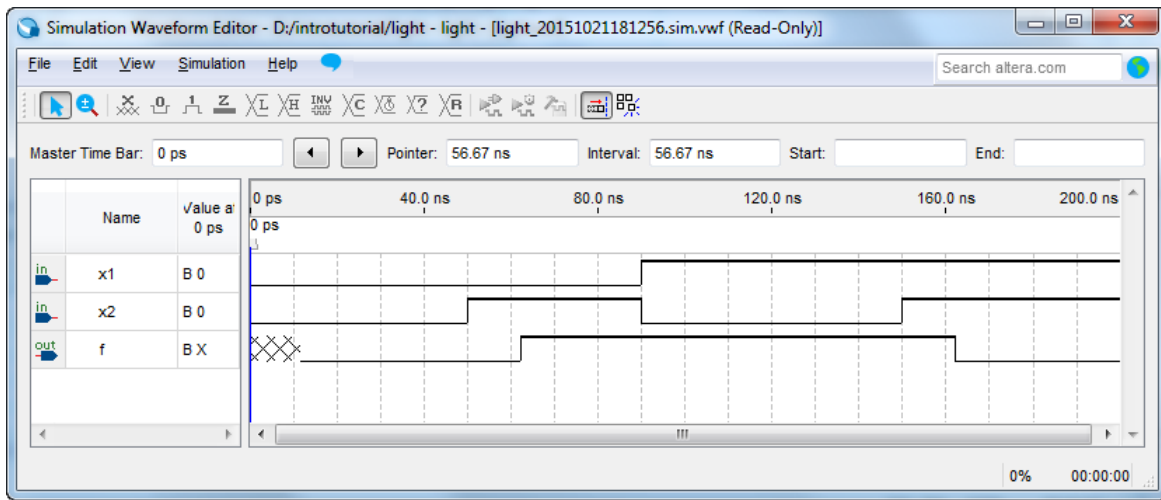 Simulation Waveform Editor - D:/introtutorial/light - light - [light_20151021181256.sim.vwf (Read-Only)]
File Edit View Simulation Help Search altera.com
Master Time Bar: 0 ps Pointer: 56.67 ns Interval: 56.67 ns Start: End:
Name Value a 0 ps
0 ps 40.0 ns 80.0 ns 120.0 ns 160.0 ns 200.0 ns
0 ps
in x1 B 0
in x2 B 0
out f B X
0% 00:00:00